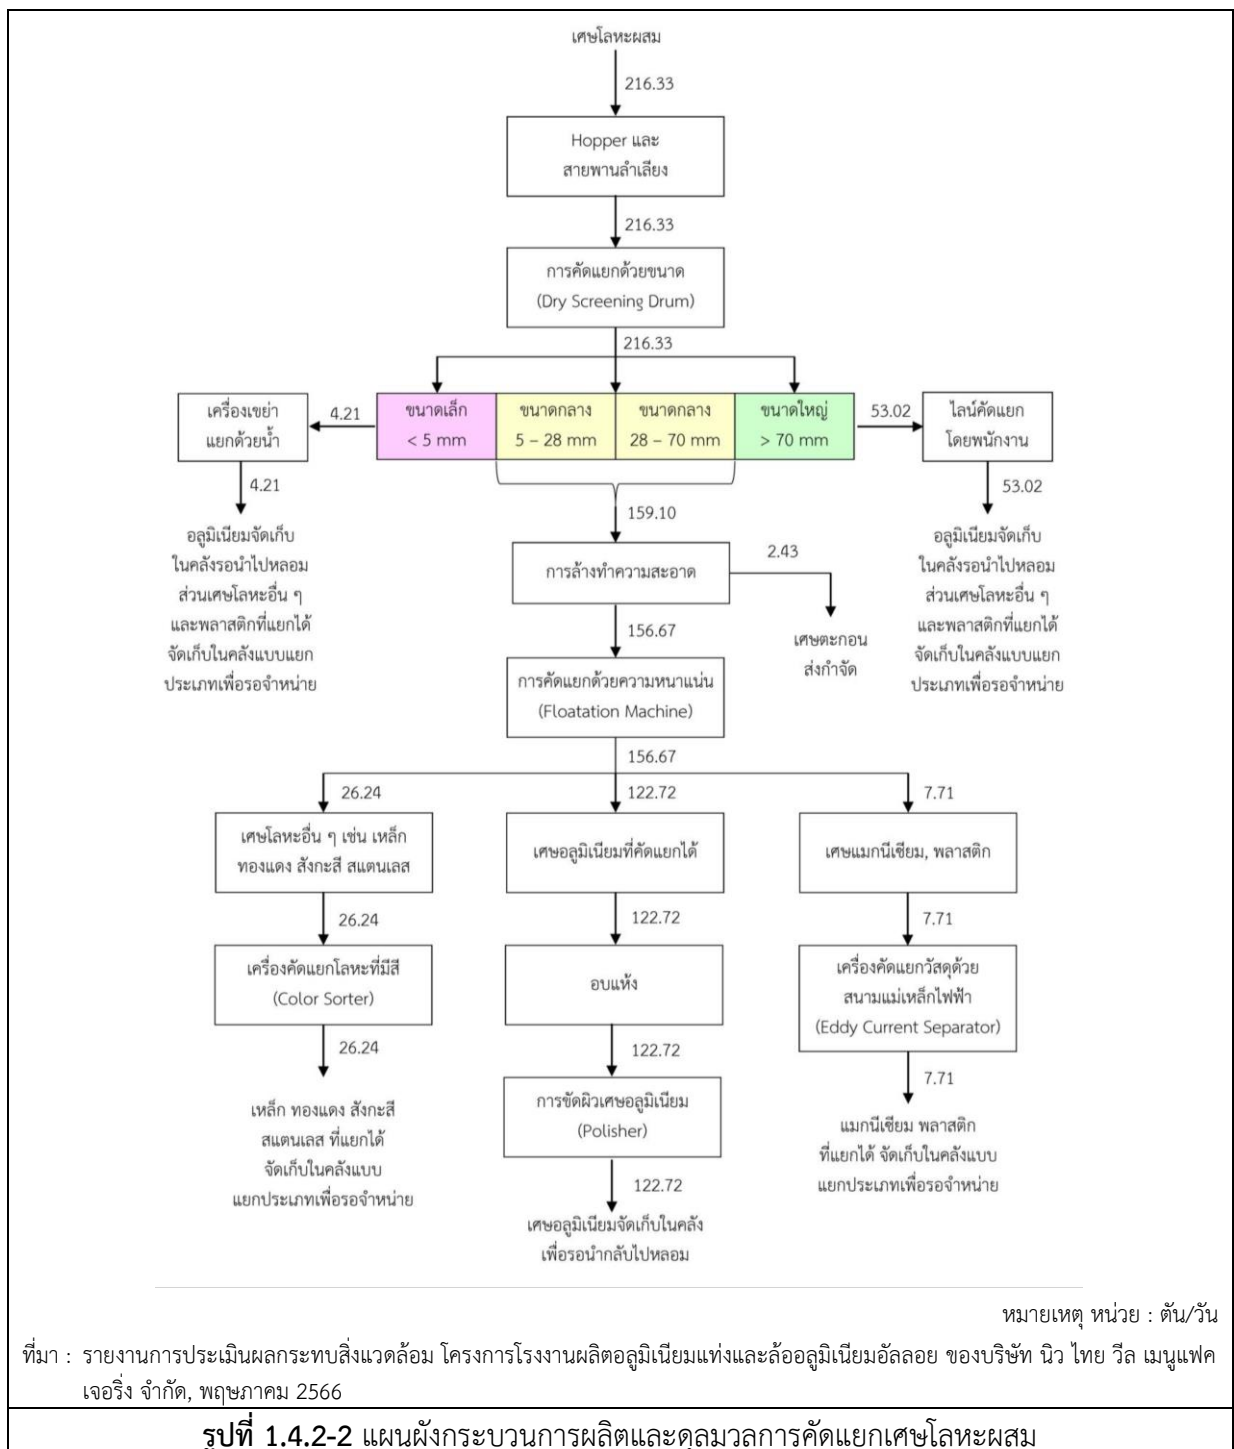 เศษโลหะผสม
216.33
Hopper และ
สายพานลำเลียง
216.33
การคัดแยกด้วยขนาด
(Dry Screening Drum)
216.33
เครื่องเขย่า
แยกด้วยน้ำ
4.21
ขนาดเล็ก
< 5 mm
ขนาดกลาง
5 – 28 mm
ขนาดกลาง
28 – 70 mm
ขนาดใหญ่
> 70 mm
53.02
ไลน์คัดแยก
โดยพนักงาน
4.21
อลูมิเนียมจัดเก็บ
ในคลังรอนำไปหลอม
ส่วนเศษโลหะอื่น ๆ
และพลาสติกที่แยกได้
จัดเก็บในคลังแบบแยก
ประเภทเพื่อรอจำหน่าย
159.10
53.02
อลูมิเนียมจัดเก็บ
ในคลังรอนำไปหลอม
ส่วนเศษโลหะอื่น ๆ
และพลาสติกที่แยกได้
จัดเก็บในคลังแบบแยก
ประเภทเพื่อรอจำหน่าย
การล้างทำความสะอาด
2.43
เศษตะกอน
ส่งกำจัด
156.67
การคัดแยกด้วยความหนาแน่น
(Floatation Machine)
156.67
26.24
122.72
7.71
เศษโลหะอื่น ๆ เช่น เหล็ก
ทองแดง สังกะสี สแตนเลส
เศษอลูมิเนียมที่คัดแยกได้
เศษแมกนีเซียม, พลาสติก
26.24
122.72
7.71
เครื่องคัดแยกโลหะที่มีสี
(Color Sorter)
อบแห้ง
เครื่องคัดแยกวัสดุด้วย
สนามแม่เหล็กไฟฟ้า
(Eddy Current Separator)
26.24
122.72
7.71
เหล็ก ทองแดง สังกะสี
สแตนเลส ที่แยกได้
จัดเก็บในคลังแบบ
แยกประเภทเพื่อรอจำหน่าย
การขัดผิวเศษอลูมิเนียม
(Polisher)
แมกนีเซียม พลาสติก
ที่แยกได้ จัดเก็บในคลังแบบ
แยกประเภทเพื่อรอจำหน่าย
122.72
เศษอลูมิเนียมจัดเก็บในคลัง
เพื่อรอนำกลับไปหลอม
หมายเหตุ หน่วย : ตัน/วัน
ที่มา : รายงานการประเมินผลกระทบสิ่งแวดล้อม โครงการโรงงานผลิตอลูมิเนียมแท่งและล้ออลูมิเนียมอัลลอย ของบริษัท นิว ไทย วีล เมนูแฟค
เจอริ่ง จำกัด, พฤษภาคม 2566
รูปที่ 1.4.2-2 แผนผังกระบวนการผลิตและดุลมวลการคัดแยกเศษโลหะผสม